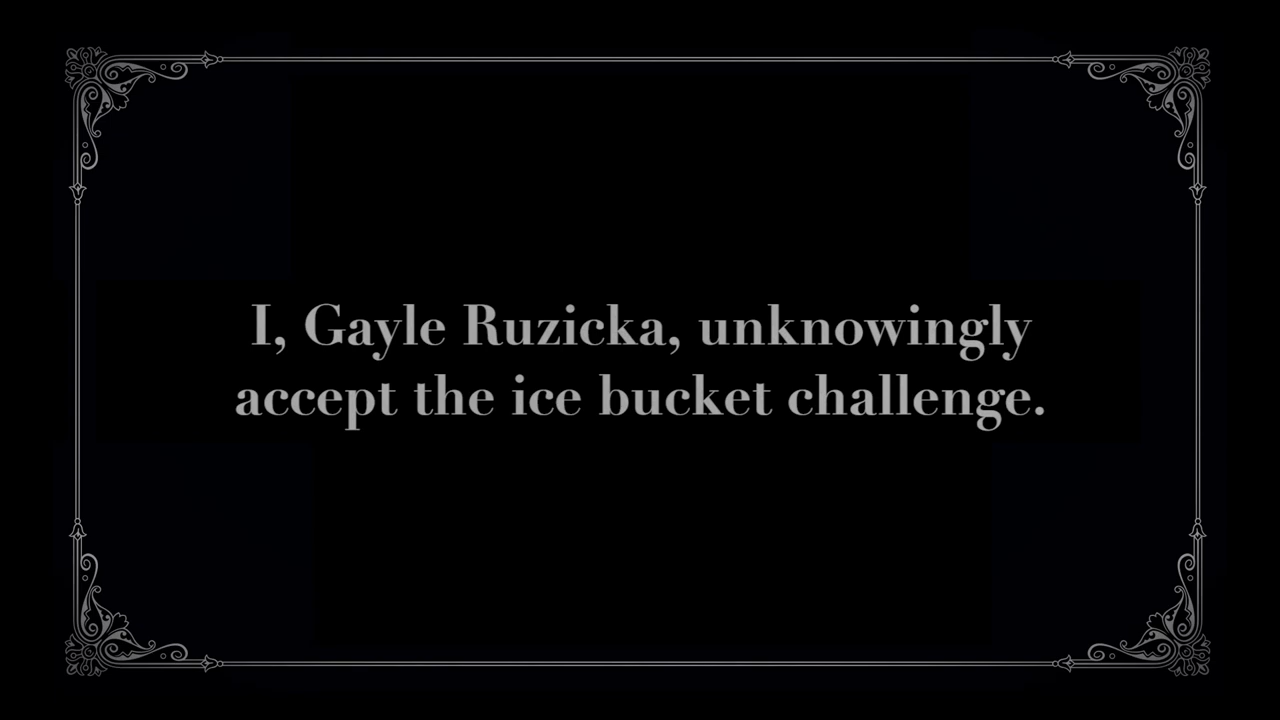 I, Gayle Ruzicka, unknowingly
accept the ice bucket challenge.